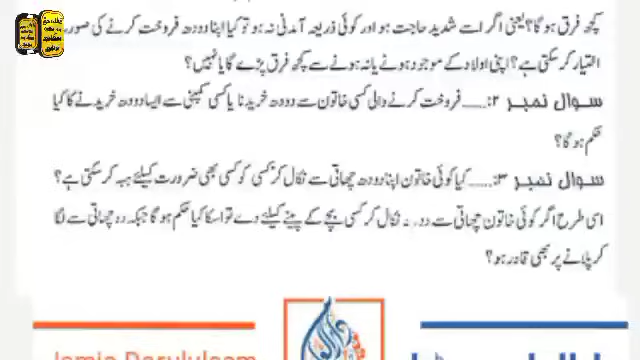 کچھ فرق ہوگا؟ یعنی اگر اسے شدید حاجت ہو اور کوئی ذریعہ آمدنی نہ ہو تو کیا اپنا دودھ فروخت کرنے کی صورت
اختیار کر سکتی ہے؟ اپنی اولاد کے موجود ہونے یا نہ ہونے سے کچھ فرق پڑے گا یا نہیں؟
سوال نمبر ۲:..... فروخت کرنے والی کسی خاتون سے دودھ خریدنا یا کسی کمپنی سے ایسا دودھ خریدنے کا کیا
حکم ہوگا؟
سوال نمبر ۳:..... کیا کوئی خاتون اپنا دودھ چھاتی سے نکال کر کسی کو کسی بھی ضرورت کیلئے ہبہ کر سکتی ہے؟
اسی طرح اگر کوئی خاتون چھاتی سے دودھ نکال کر کسی بچے کے پینے کیلئے دے تو اسکا کیا حکم ہوگا جبکہ وہ چھاتی سے لگا
کر پلانے پر بھی قادر ہو؟
Jamia Darululoom